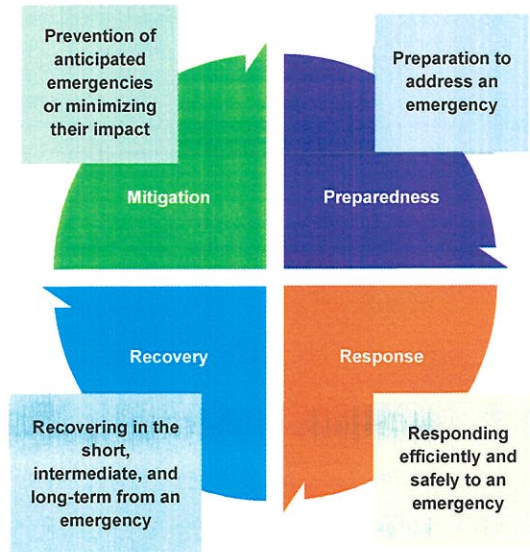 Prevention of
anticipated
emergencies
or minimizing
their impact
Preparation to
address an
emergency
Mitigation
Preparedness
Recovery
Response
Recovering in the
short,
intermediate, and
long-term from an
emergency
Responding
efficiently and
safely to an
emergency